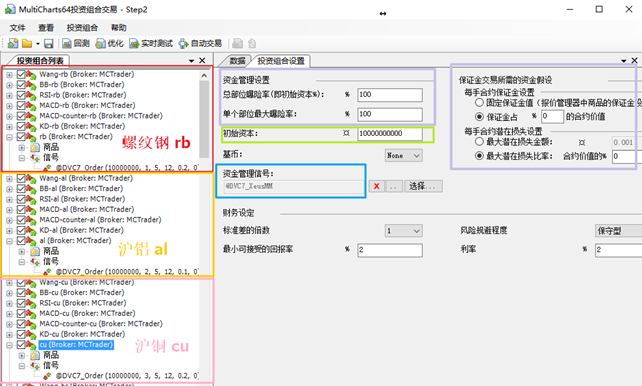 MultiCharts64投资组合交易 - Step2
文件 查看 投资组合 帮助
回测 优化 实时测试 自动交易
投资组合列表
Wang-rb (Broker: MCTrader)
BB-rb (Broker: MCTrader)
RSI-rb (Broker: MCTrader)
MACD-rb (Broker: MCTrader)
MACD-counter-rb (Broker: MCTrader)
KD-rb (Broker: MCTrader)
rb (Broker: MCTrader)
商品
信号
@DVC7_Order (10000000, 1, 5, 12, 0.1, 0)
螺纹钢 rb
Wang-al (Broker: MCTrader)
BB-al (Broker: MCTrader)
RSI-al (Broker: MCTrader)
MACD-al (Broker: MCTrader)
MACD-counter-al (Broker: MCTrader)
KD-al (Broker: MCTrader)
al (Broker: MCTrader)
商品
信号
@DVC7_Order (10000000, 2, 5, 12, 0.1, 0)
沪铝 al
Wang-cu (Broker: MCTrader)
BB-cu (Broker: MCTrader)
RSI-cu (Broker: MCTrader)
MACD-cu (Broker: MCTrader)
MACD-counter-cu (Broker: MCTrader)
KD-cu (Broker: MCTrader)
cu (Broker: MCTrader)
商品
信号
@DVC7_Order (10000000, 3, 5, 12, 0.2, 0)
沪铜 cu
数据 投资组合设置
资金管理设置
总部位曝险率(即初始资本%): % 100
单个部位最大曝险率: % 100
初始资本: ¤ 10000000000
基币: None
资金管理信号:
@DVC7_XeusMM X .. 选择...
财务设定
标准差的倍数 1 风险规避程度 保守型
最小可接受的回报率 % 2 利率 % 2
保证金交易所需的资金假设
每手合约保证金设置
固定保证金值(报价管理器中商品的保证金设
保证金占 % 0 的合约价值
每手合约潜在损失设置
最大潜在损失金额: ¤ 0.001
最大潜在损失比率: 合约价值的% 0